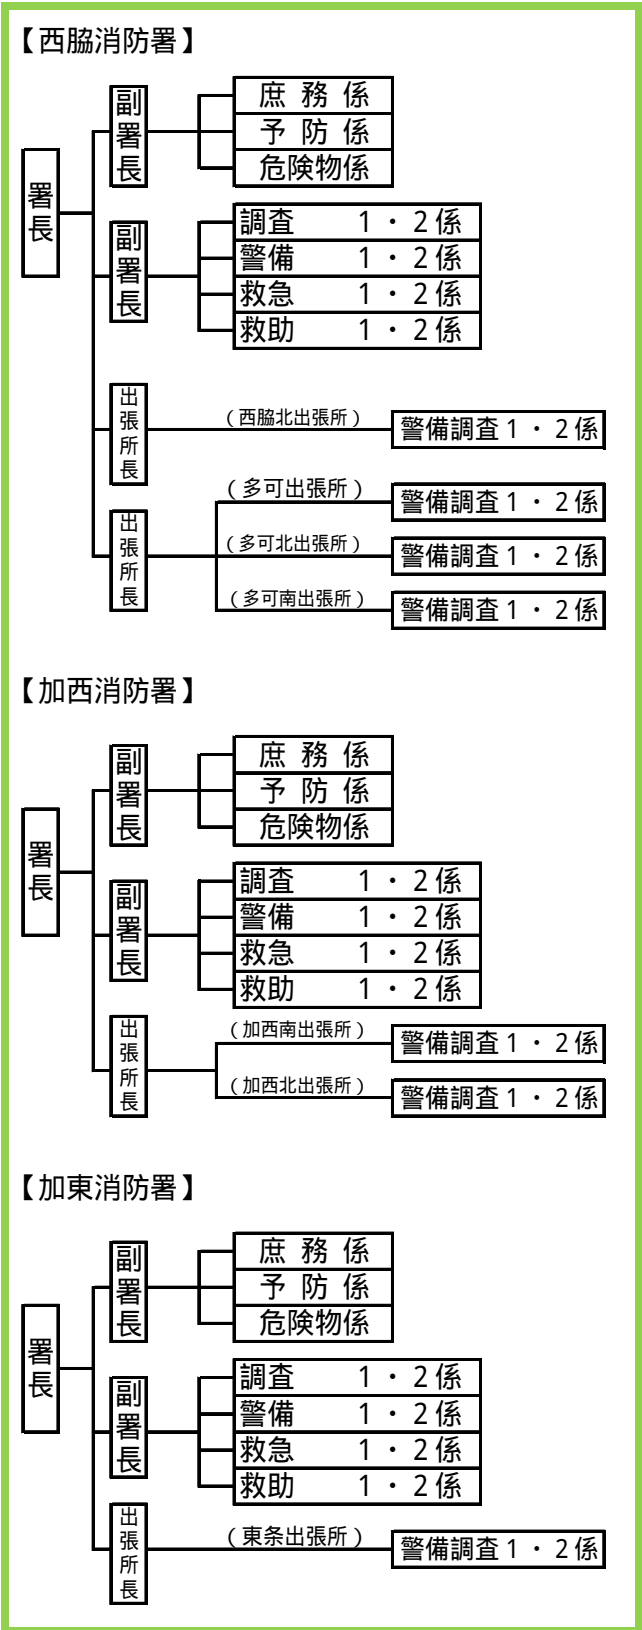 【西脇消防署】
署長
副署長
庶務係
予防係
危険物係
副署長
調査　1・2係
警備　1・2係
救急　1・2係
救助　1・2係
出張所長
(西脇北出張所)
警備調査1・2係
出張所長
(多可出張所)
警備調査1・2係
(多可北出張所)
警備調査1・2係
(多可南出張所)
警備調査1・2係
【加西消防署】
署長
副署長
庶務係
予防係
危険物係
副署長
調査　1・2係
警備　1・2係
救急　1・2係
救助　1・2係
出張所長
(加西南出張所)
警備調査1・2係
(加西北出張所)
警備調査1・2係
【加東消防署】
署長
副署長
庶務係
予防係
危険物係
副署長
調査　1・2係
警備　1・2係
救急　1・2係
救助　1・2係
出張所長
(東条出張所)
警備調査1・2係